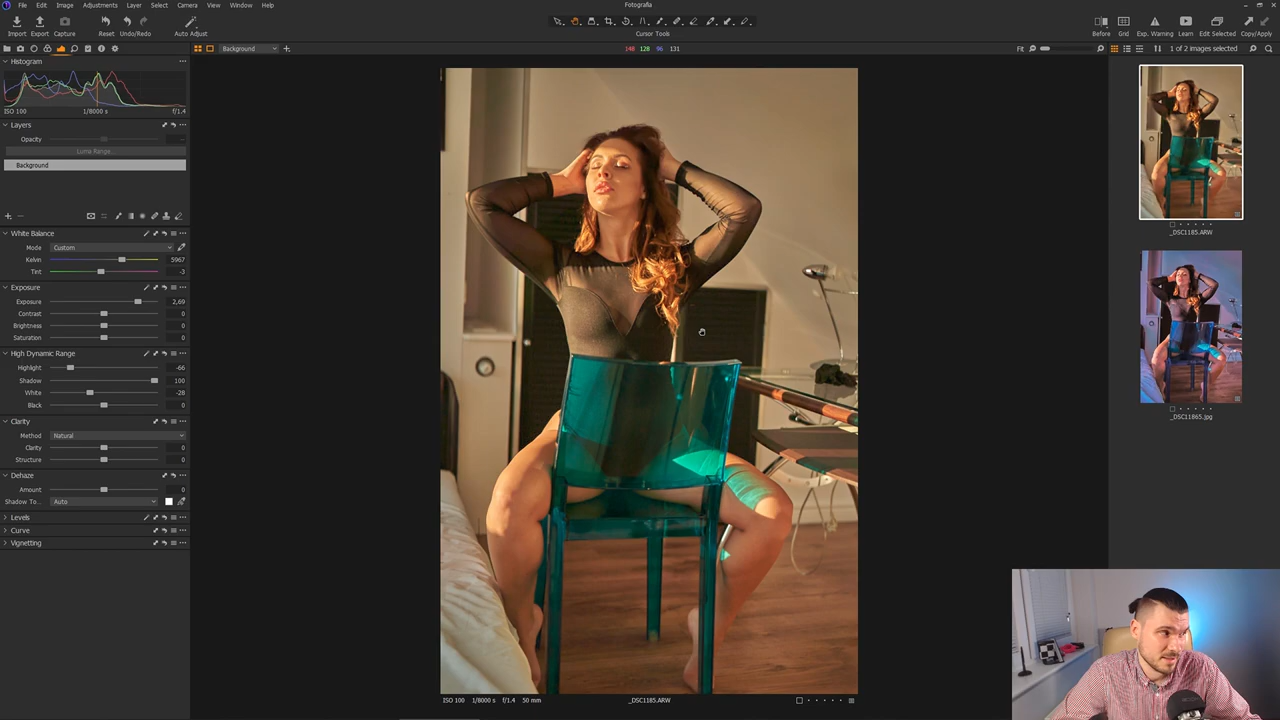 File Edit Image Adjustments Layer Select Camera View Window Help
Fotografia
Import Export Capture Reset Undo/Redo Auto Adjust
Cursor Tools
Before Grid Exp. Warning Learn Edit Selected Copy/Apply
Background
148 128 96 131
Fit
1 of 2 images selected
Histogram
ISO 100 1/8000 s f/1.4
Layers
Opacity
Luma Range...
Background
White Balance
Mode Custom
Kelvin 5967
Tint -3
Exposure
Exposure 2,69
Contrast 0
Brightness 0
Saturation 0
High Dynamic Range
Highlight -66
Shadow 100
White -28
Black 0
Clarity
Method Natural
Clarity 0
Structure 0
Dehaze
Amount 0
Shadow To... Auto
Levels
Curve
Vignetting
ISO 100 1/8000 s f/1.4 50 mm
_DSC1185.ARW
_DSC1185.ARW
_DSC11865.jpg